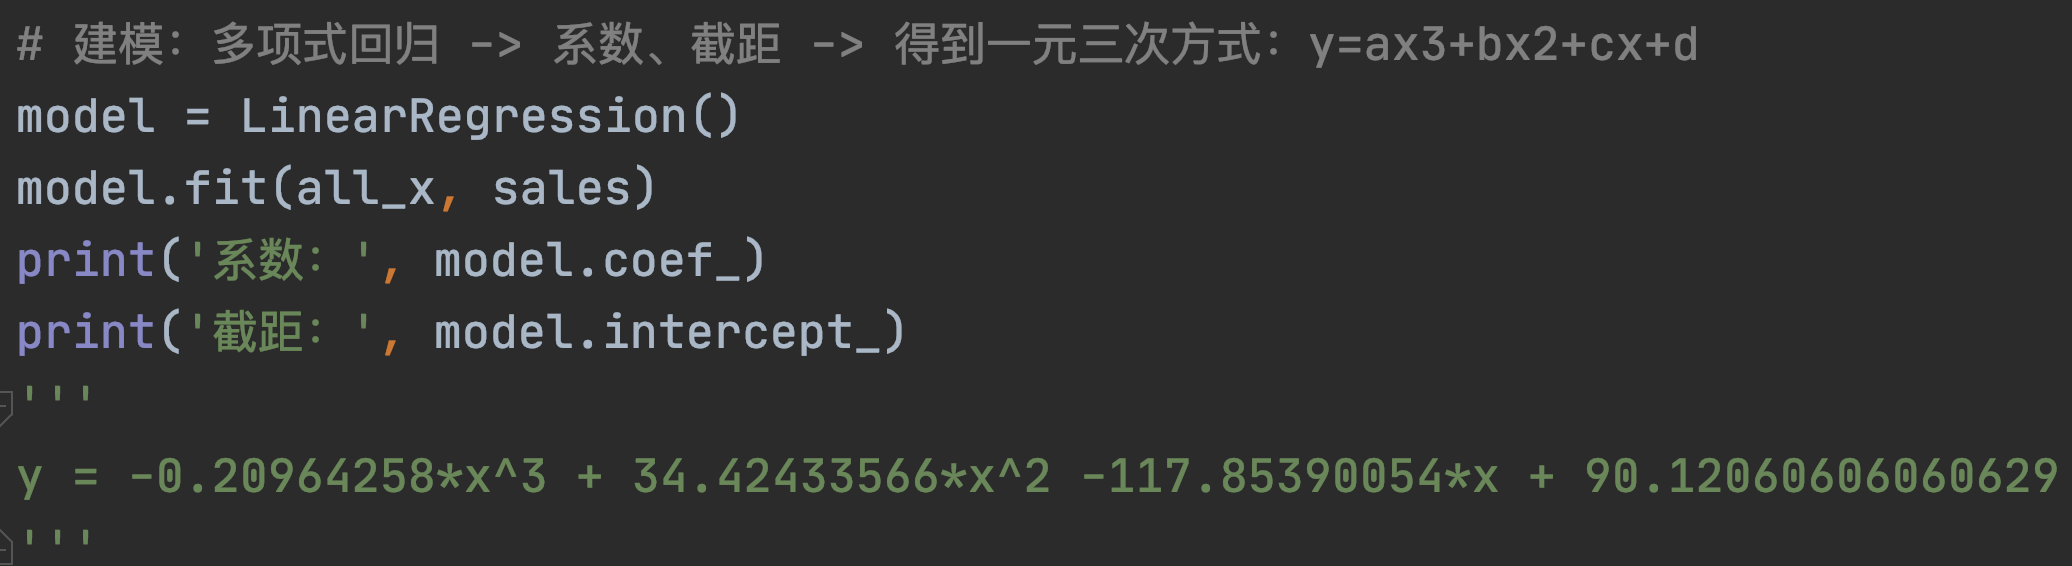 # 建模：多项式回归 -> 系数、截距 -> 得到一元三次方式：y=ax3+bx2+cx+d
model = LinearRegression()
model.fit(all_x, sales)
print('系数：', model.coef_)
print('截距：', model.intercept_)
'''
y = -0.20964258*x^3 + 34.42433566*x^2 -117.85390054*x + 90.12060606060629
'''